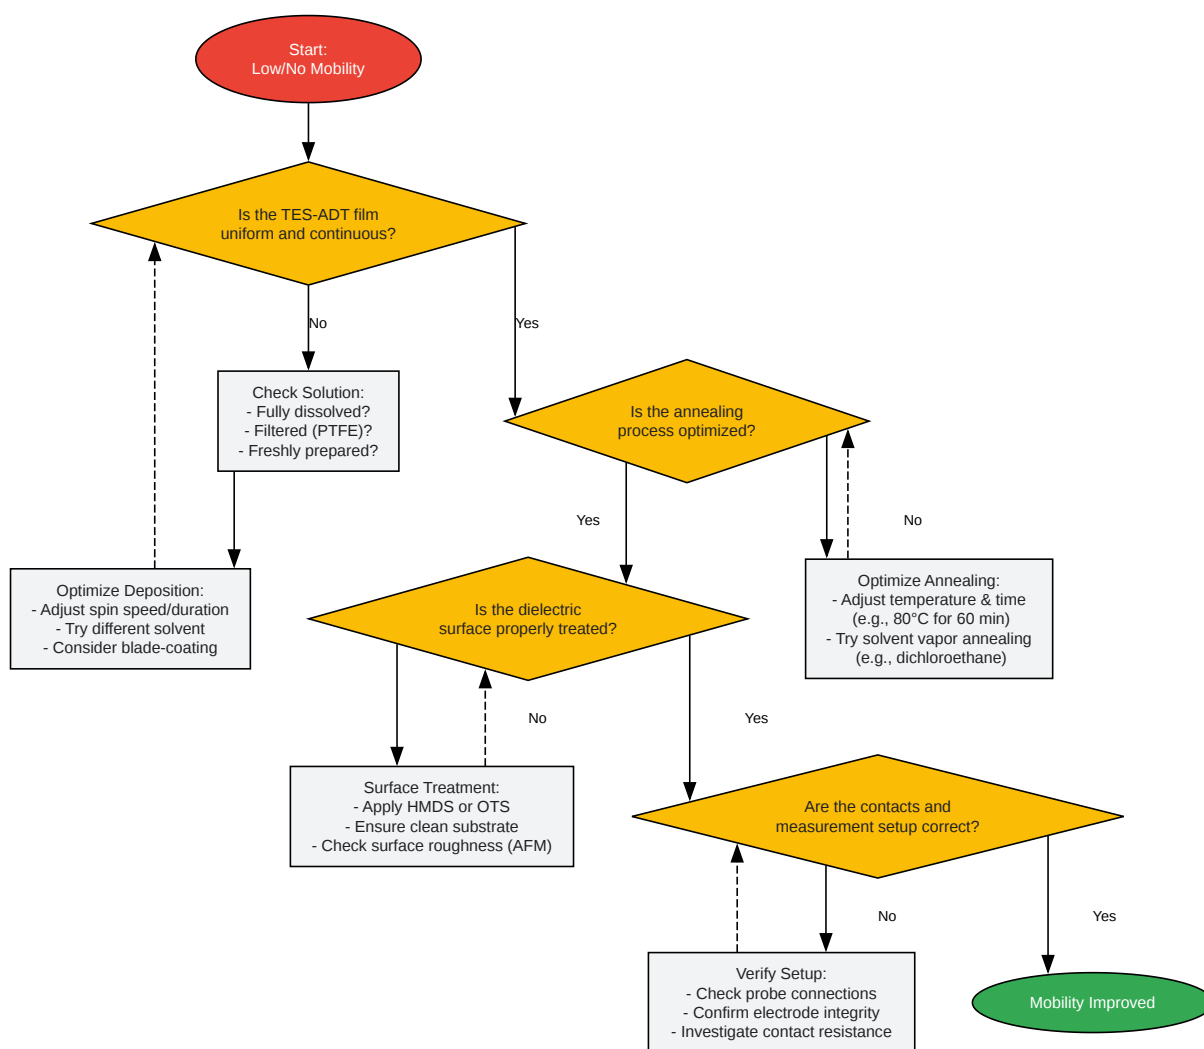 Start:
Low/No Mobility
Is the TES-ADT film
uniform and continuous?
No
Yes
Check Solution:
- Fully dissolved?
- Filtered (PTFE)?
- Freshly prepared?
Is the annealing
process optimized?
Yes
No
Optimize Deposition:
- Adjust spin speed/duration
- Try different solvent
- Consider blade-coating
Optimize Annealing:
- Adjust temperature & time
(e.g., 80°C for 60 min)
- Try solvent vapor annealing
(e.g., dichloroethane)
Is the dielectric
surface properly treated?
No
Yes
Surface Treatment:
- Apply HMDS or OTS
- Ensure clean substrate
- Check surface roughness (AFM)
Are the contacts and
measurement setup correct?
No
Yes
Verify Setup:
- Check probe connections
- Confirm electrode integrity
- Investigate contact resistance
Mobility Improved